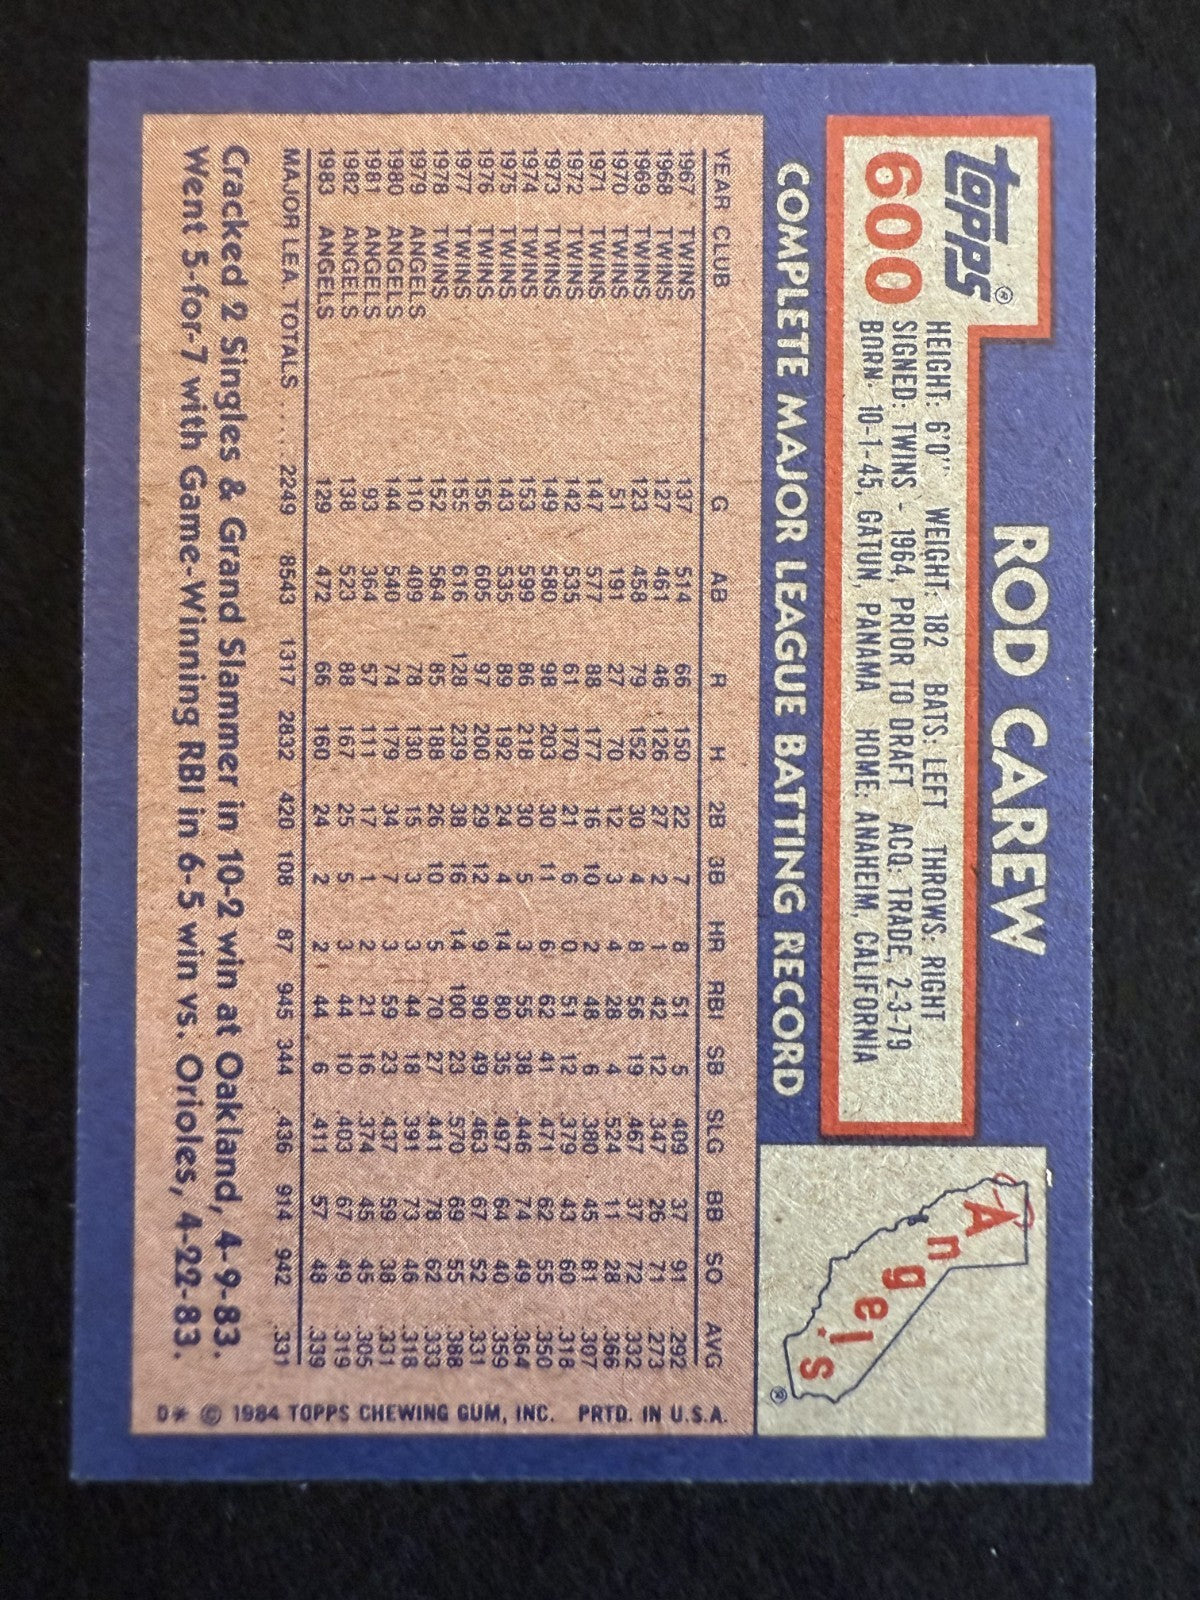 Topps®
600
ROD CAREW
HEIGHT: 6'0" WEIGHT: 182 BATS: LEFT THROWS: RIGHT
SIGNED: TWINS - 1964, PRIOR TO DRAFT ACQ: TRADE, 2-3-79
BORN: 10-1-45, GATUN, PANAMA HOME: ANAHEIM, CALIFORNIA
Angels
®
COMPLETE MAJOR LEAGUE BATTING RECORD
YEAR CLUB G AB R H 2B 3B HR RBI SB SLG BB SO AVG
1967 TWINS 137 514 66 150 22 7 8 51 5 .409 37 91 .292
1968 TWINS 127 461 46 126 27 2 1 42 12 .347 26 71 .273
1969 TWINS 123 458 79 152 30 4 8 56 19 .467 37 72 .332
1970 TWINS 51 191 27 70 12 3 4 28 4 .524 11 28 .366
1971 TWINS 147 577 88 177 16 10 2 48 6 .380 45 81 .307
1972 TWINS 142 535 61 170 21 6 0 51 12 .379 43 60 .318
1973 TWINS 149 580 98 203 30 11 6 62 41 .471 62 55 .350
1974 TWINS 153 599 86 218 30 5 3 55 38 .446 74 49 .364
1975 TWINS 143 535 89 192 24 4 14 80 35 .497 64 40 .359
1976 TWINS 156 605 97 200 29 12 9 90 49 .463 67 52 .331
1977 TWINS 155 616 128 239 38 16 14 100 23 .570 69 55 .388
1978 TWINS 152 564 85 188 26 10 5 70 27 .441 78 62 .333
1979 ANGELS 110 409 78 130 15 3 3 44 18 .391 73 46 .318
1980 ANGELS 144 540 74 179 34 7 3 59 23 .437 59 38 .331
1981 ANGELS 93 364 57 111 17 1 2 21 16 .374 45 45 .305
1982 ANGELS 138 523 88 167 25 5 3 44 10 .403 67 49 .319
1983 ANGELS 129 472 66 160 24 2 2 44 6 .411 57 48 .339
MAJOR LEA. TOTALS ..... 2249 8543 1317 2832 420 108 87 945 344 .436 914 942 .331
Cracked 2 Singles & Grand Slammer in 10-2 win at Oakland, 4-9-83.
Went 5-for-7 with Game-Winning RBI in 6-5 win vs. Orioles, 4-22-83.
D* © 1984 TOPPS CHEWING GUM, INC. PRTD. IN U.S.A.